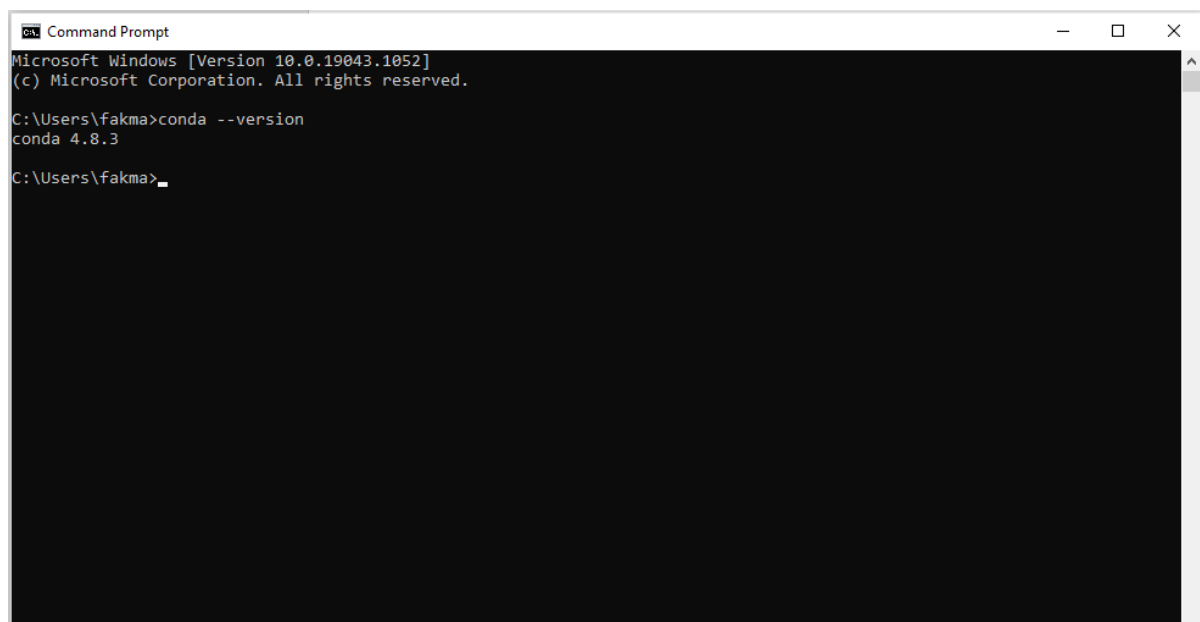 Command Prompt
Microsoft Windows [Version 10.0.19043.1052]
(c) Microsoft Corporation. All rights reserved.
C:\Users\fakma>conda --version
conda 4.8.3
C:\Users\fakma>